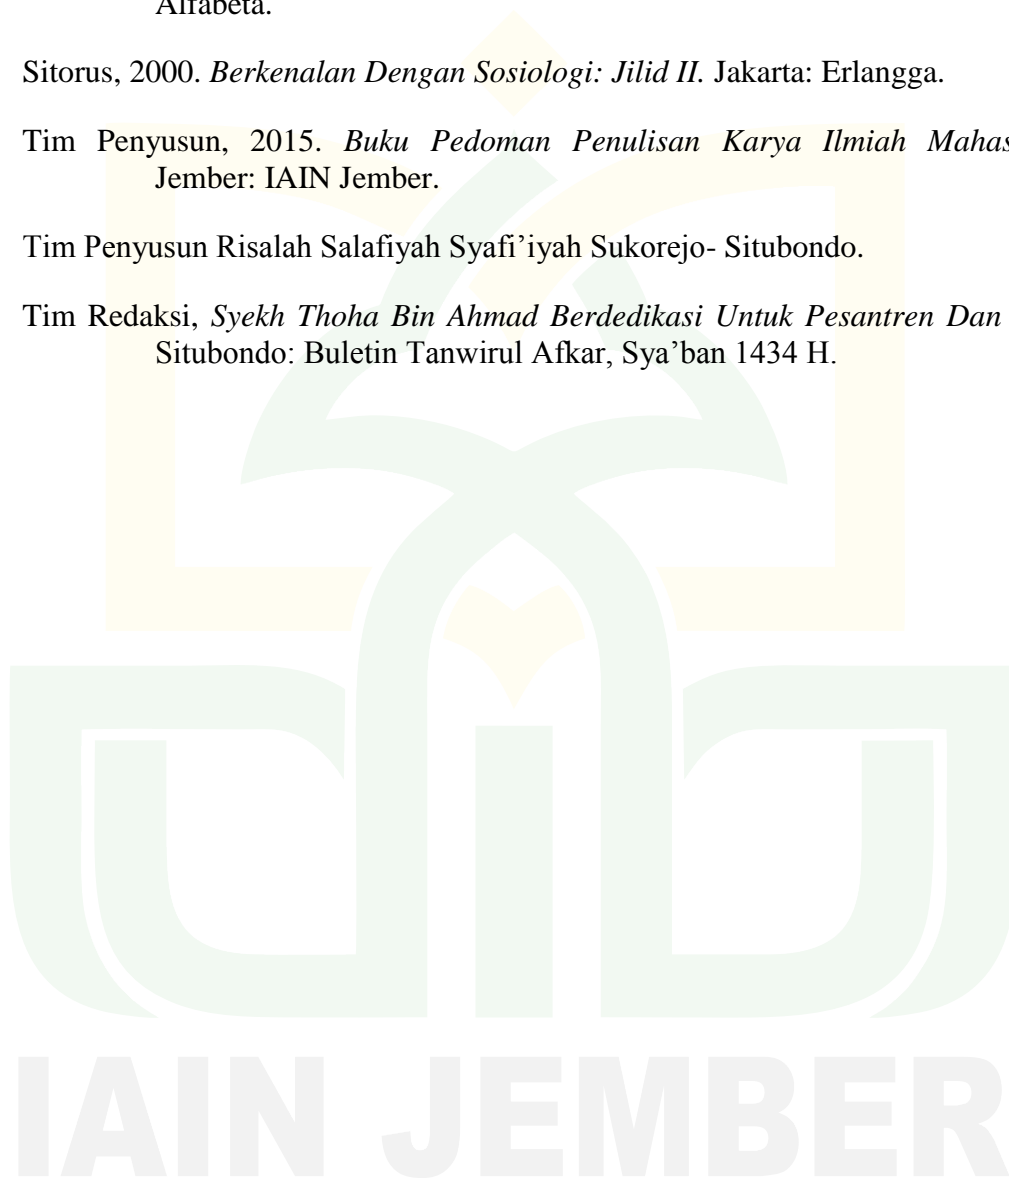 Alfabeta.
Sitorus, 2000. Berkenalan Dengan Sosiologi: Jilid II. Jakarta: Erlangga.
Tim Penyusun, 2015. Buku Pedoman Penulisan Karya Ilmiah Mahas
Jember: IAIN Jember.
Tim Penyusun Risalah Salafiyah Syafi’iyah Sukorejo- Situbondo.
Tim Redaksi, Syekh Thoha Bin Ahmad Berdedikasi Untuk Pesantren Dan
Situbondo: Buletin Tanwirul Afkar, Sya’ban 1434 H.
IAIN JEMBER